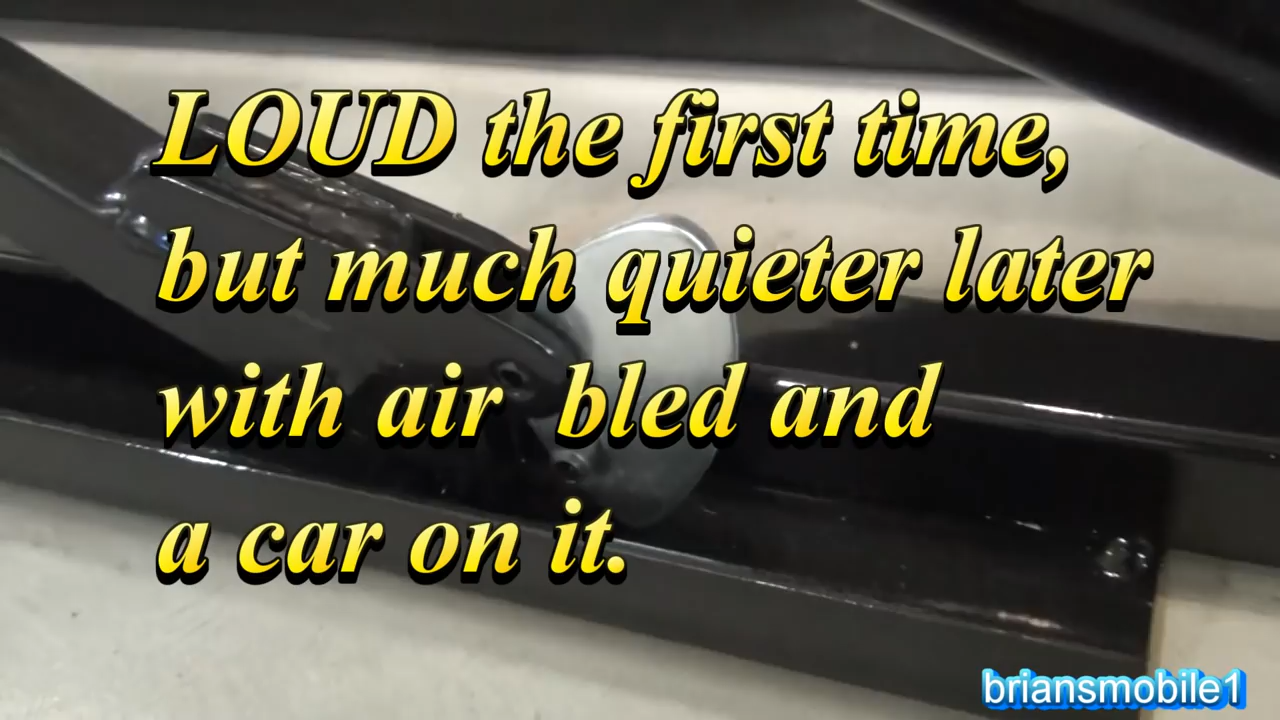 LOUD the first time,
but much quieter later
with air bled and
a car on it.
briansmobile1